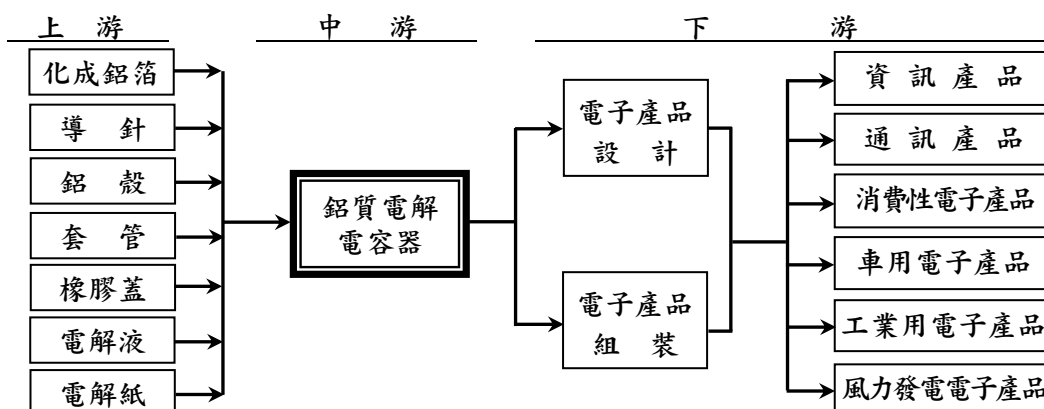 上 游
中 游
下 游
化成鋁箔
導 針
鋁 殼
套 管
橡膠蓋
電解液
電解紙
鋁質電解
電容器
電子產品
設 計
電子產品
組 裝
資 訊 產 品
通 訊 產 品
消費性電子產品
車用電子產品
工業用電子產品
風力發電電子產品